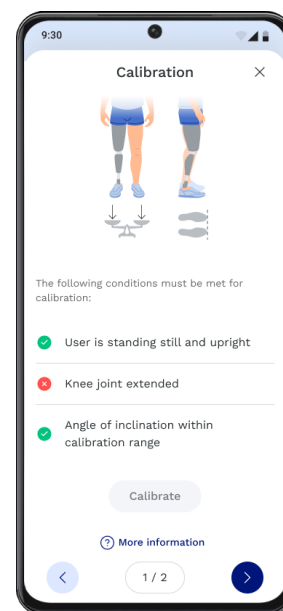 9:30
Calibration
The following conditions must be met for
calibration:
User is standing still and upright
Knee joint extended
Angle of inclination within
calibration range
Calibrate
? More information
1 / 2